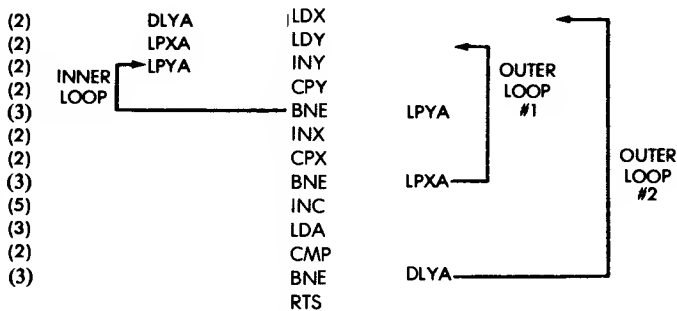 (2) DLYA LDX
(2) LPXA LDY
(2) LPYA INY
INNER LOOP
(2) CPY
(3) BNE LPYA
(2) INX
(2) CPX
(3) BNE LPXA
(5) INC
(3) LDA
(2) CMP
(3) BNE DLYA
RTS
OUTER LOOP #1
OUTER LOOP #2